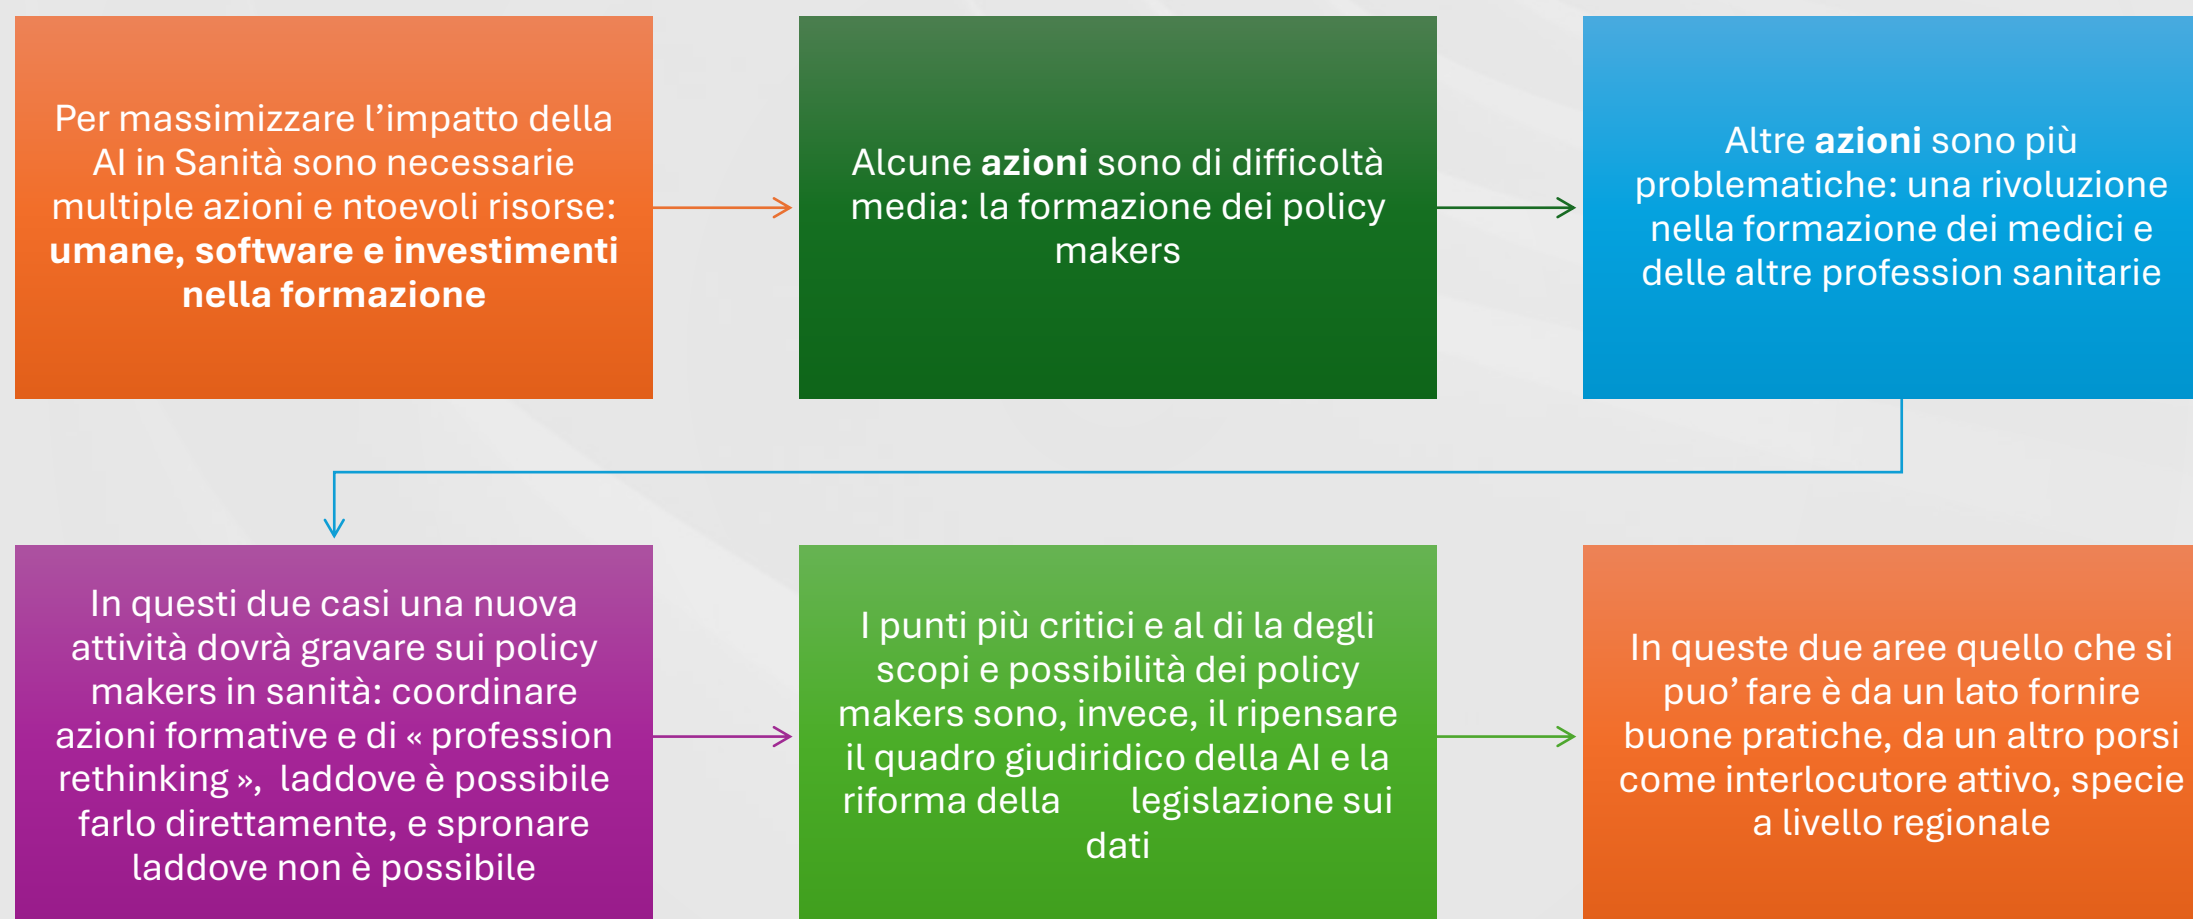 Per massimizzare l’impatto della
AI in Sanità sono necessarie
multiple azioni e ntoevoli risorse:
umane, software e investimenti
nella formazione
Alcune azioni sono di difficoltà
media: la formazione dei policy
makers
Altre azioni sono più
problematiche: una rivoluzione
nella formazione dei medici e
delle altre profession sanitarie
In questi due casi una nuova
attività dovrà gravare sui policy
makers in sanità: coordinare
azioni formative e di « profession
rethinking », laddove è possibile
farlo direttamente, e spronare
laddove non è possibile
I punti più critici e al di la degli
scopi e possibilità dei policy
makers sono, invece, il ripensare
il quadro giudiridico della AI e la
riforma della legislazione sui
dati
In queste due aree quello che si
puo’ fare è da un lato fornire
buone pratiche, da un altro porsi
come interlocutore attivo, specie
a livello regionale